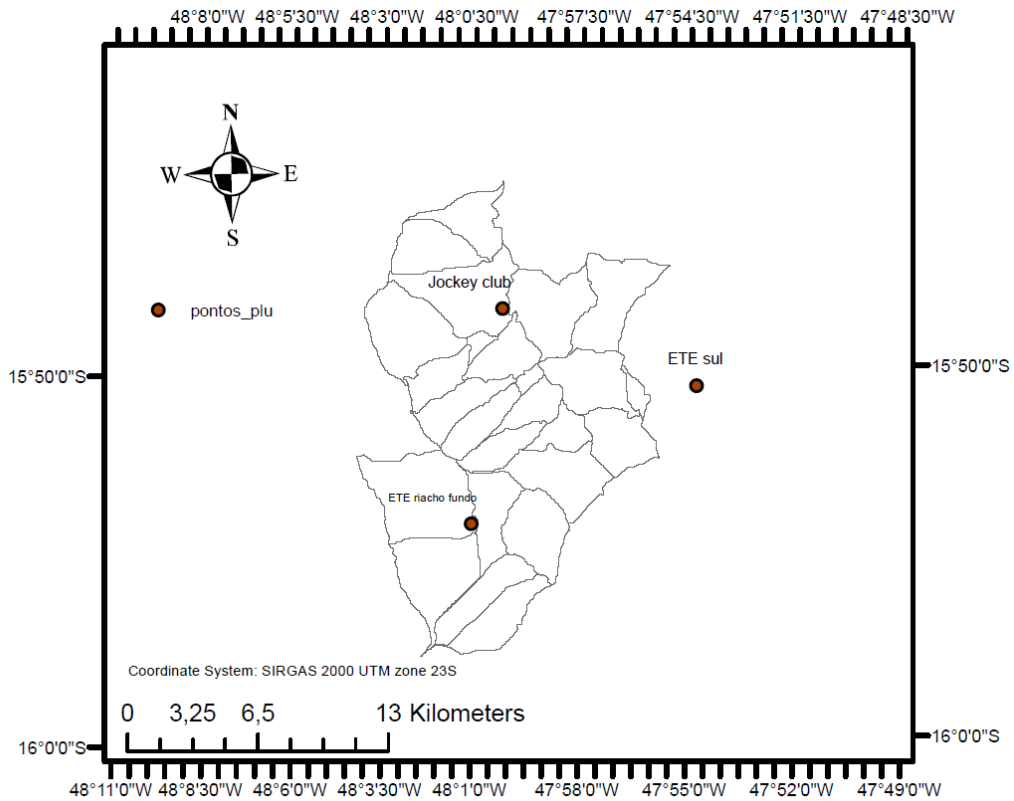 48°8'0"W 48°5'30"W 48°3'0"W 48°0'30"W 47°57'30"W 47°54'30"W 47°51'30"W 47°48'30"W
N
W E
S
Jockey club
pontos_plu
ETE sul
15°50'0"S 15°50'0"S
ETE riacho fundo
Coordinate System: SIRGAS 2000 UTM zone 23S
0 3,25 6,5 13 Kilometers
16°0'0"S 16°0'0"S
48°11'0"W 48°8'30"W 48°6'0"W 48°3'30"W 48°1'0"W 47°58'0"W 47°55'0"W 47°52'0"W 47°49'0"W